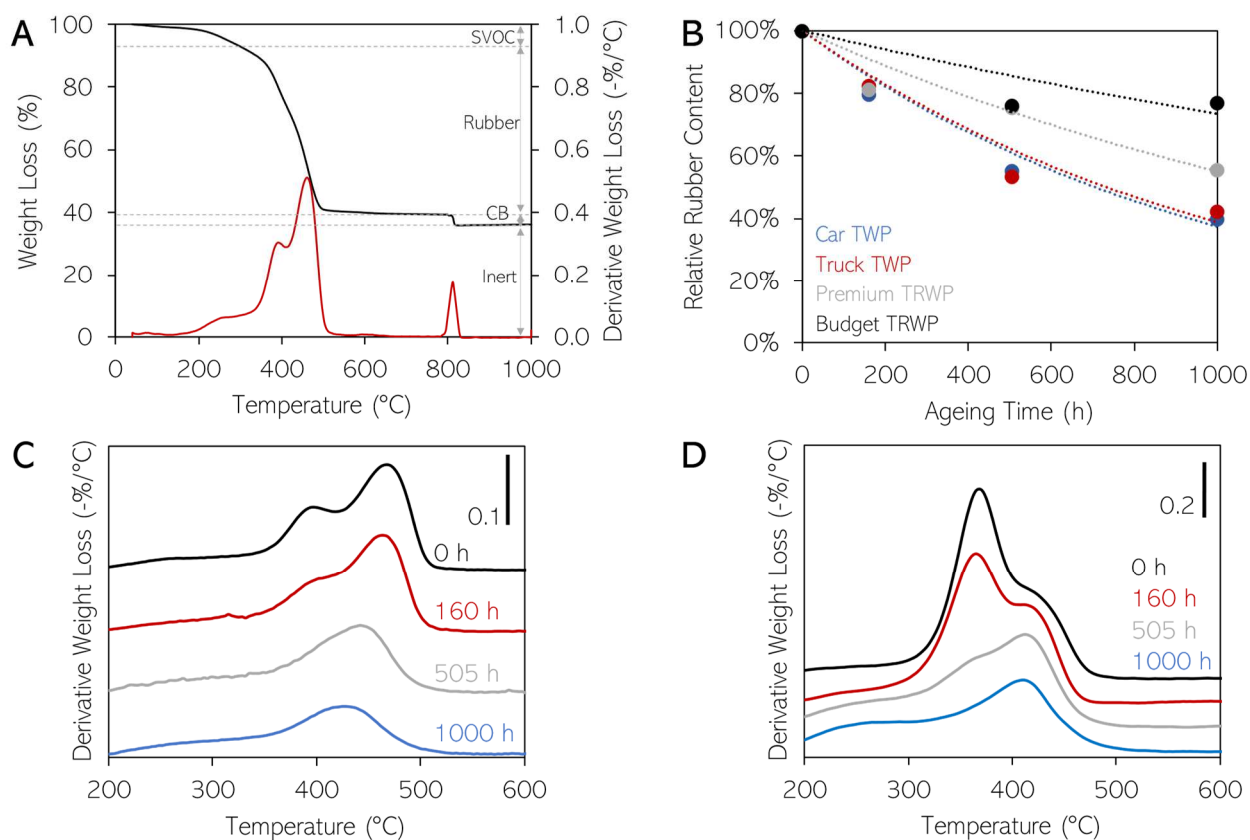 A
Weight Loss (%)
100
80
60
40
20
0
SVOC
Rubber
CB
Inert
1.0
0.8
0.6
0.4
0.2
0.0
Derivative Weight Loss (-%/°C)
0 200 400 600 800 1000
Temperature (°C)
B
Relative Rubber Content
100%
80%
60%
40%
20%
0%
Car TWP
Truck TWP
Premium TRWP
Budget TRWP
0 200 400 600 800 1000
Ageing Time (h)
C
Derivative Weight Loss (-%/°C)
0.1
0 h
160 h
505 h
1000 h
200 300 400 500 600
Temperature (°C)
D
Derivative Weight Loss (-%/°C)
0.2
0 h
160 h
505 h
1000 h
200 300 400 500 600
Temperature (°C)